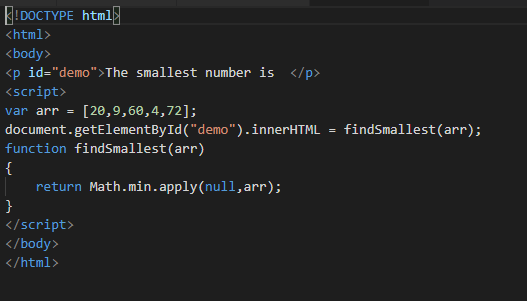 <!DOCTYPE html>
<html>
<body>
<p id="demo">The smallest number is  </p>
<script>
var arr = [20,9,60,4,72];
document.getElementById("demo").innerHTML = findSmallest(arr);
function findSmallest(arr)
{
    return Math.min.apply(null,arr);
}
</script>
</body>
</html>